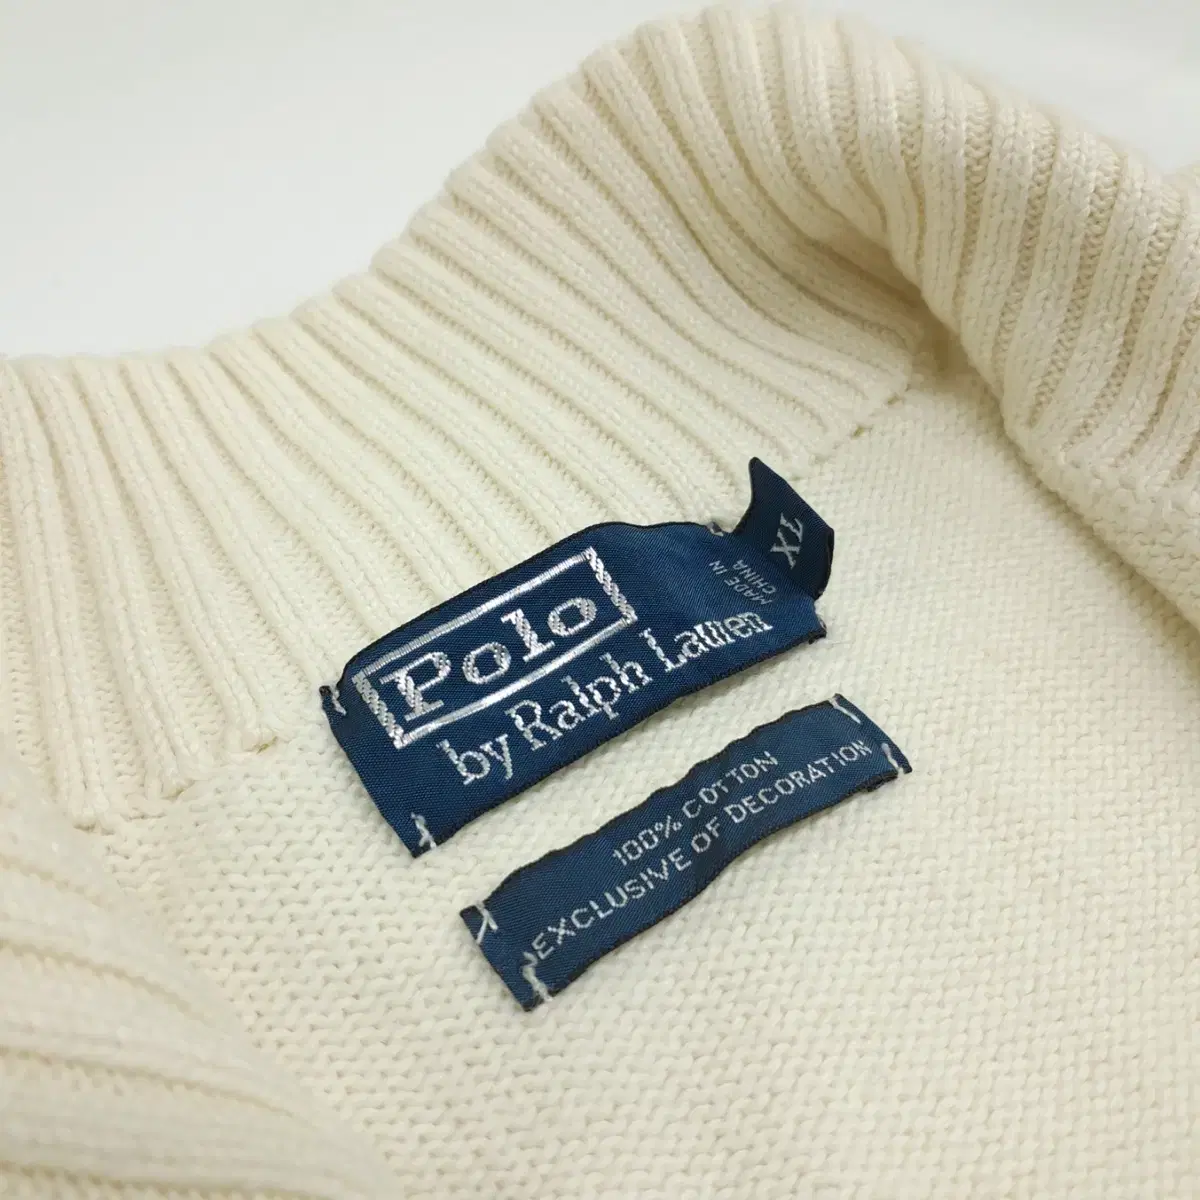 Polo
by Ralph Lauren
MADE IN
CHINA
XL
100% COTTON
EXCLUSIVE OF DECORATION